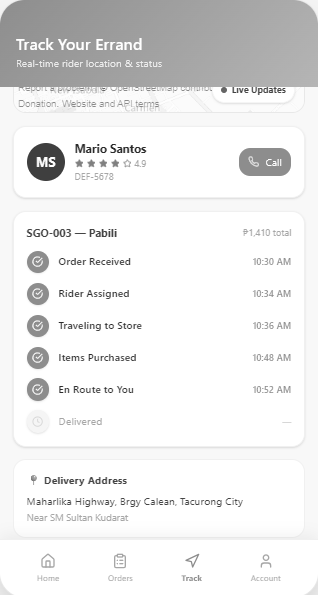 Track Your Errand
Real-time rider location & status
Report a problem | © OpenStreetMap contributors
Donation. Website and API terms
Live Updates
MS
Mario Santos
4.9
DEF-5678
Call
SGO-003 — Pabili
₱1,410 total
Order Received 10:30 AM
Rider Assigned 10:34 AM
Traveling to Store 10:36 AM
Items Purchased 10:48 AM
En Route to You 10:52 AM
Delivered —
Delivery Address
Maharlika Highway, Brgy Calean, Tacurong City
Near SM Sultan Kudarat
Home
Orders
Track
Account